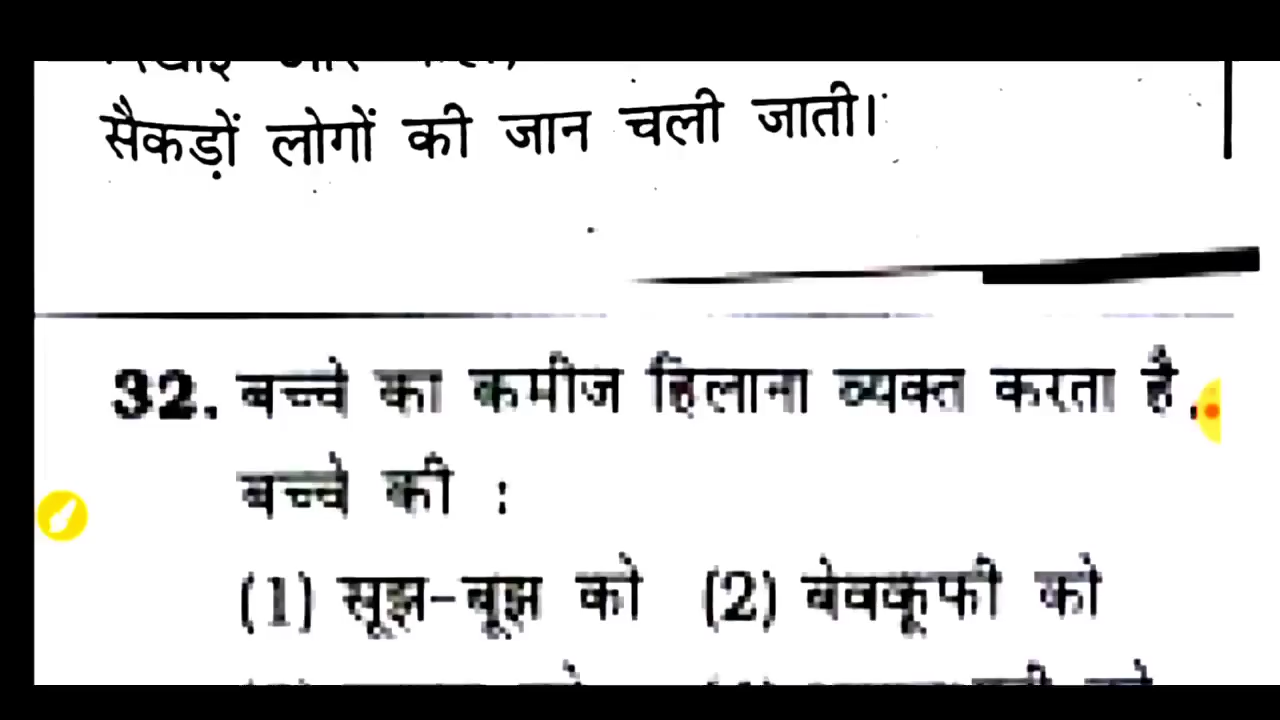 सैकड़ों लोगों की जान चली जाती।
32. बच्चे का कमीज हिलाना व्यक्त करता है,
बच्चे की :
(1) सूझ-बूझ को (2) बेवकूफी को